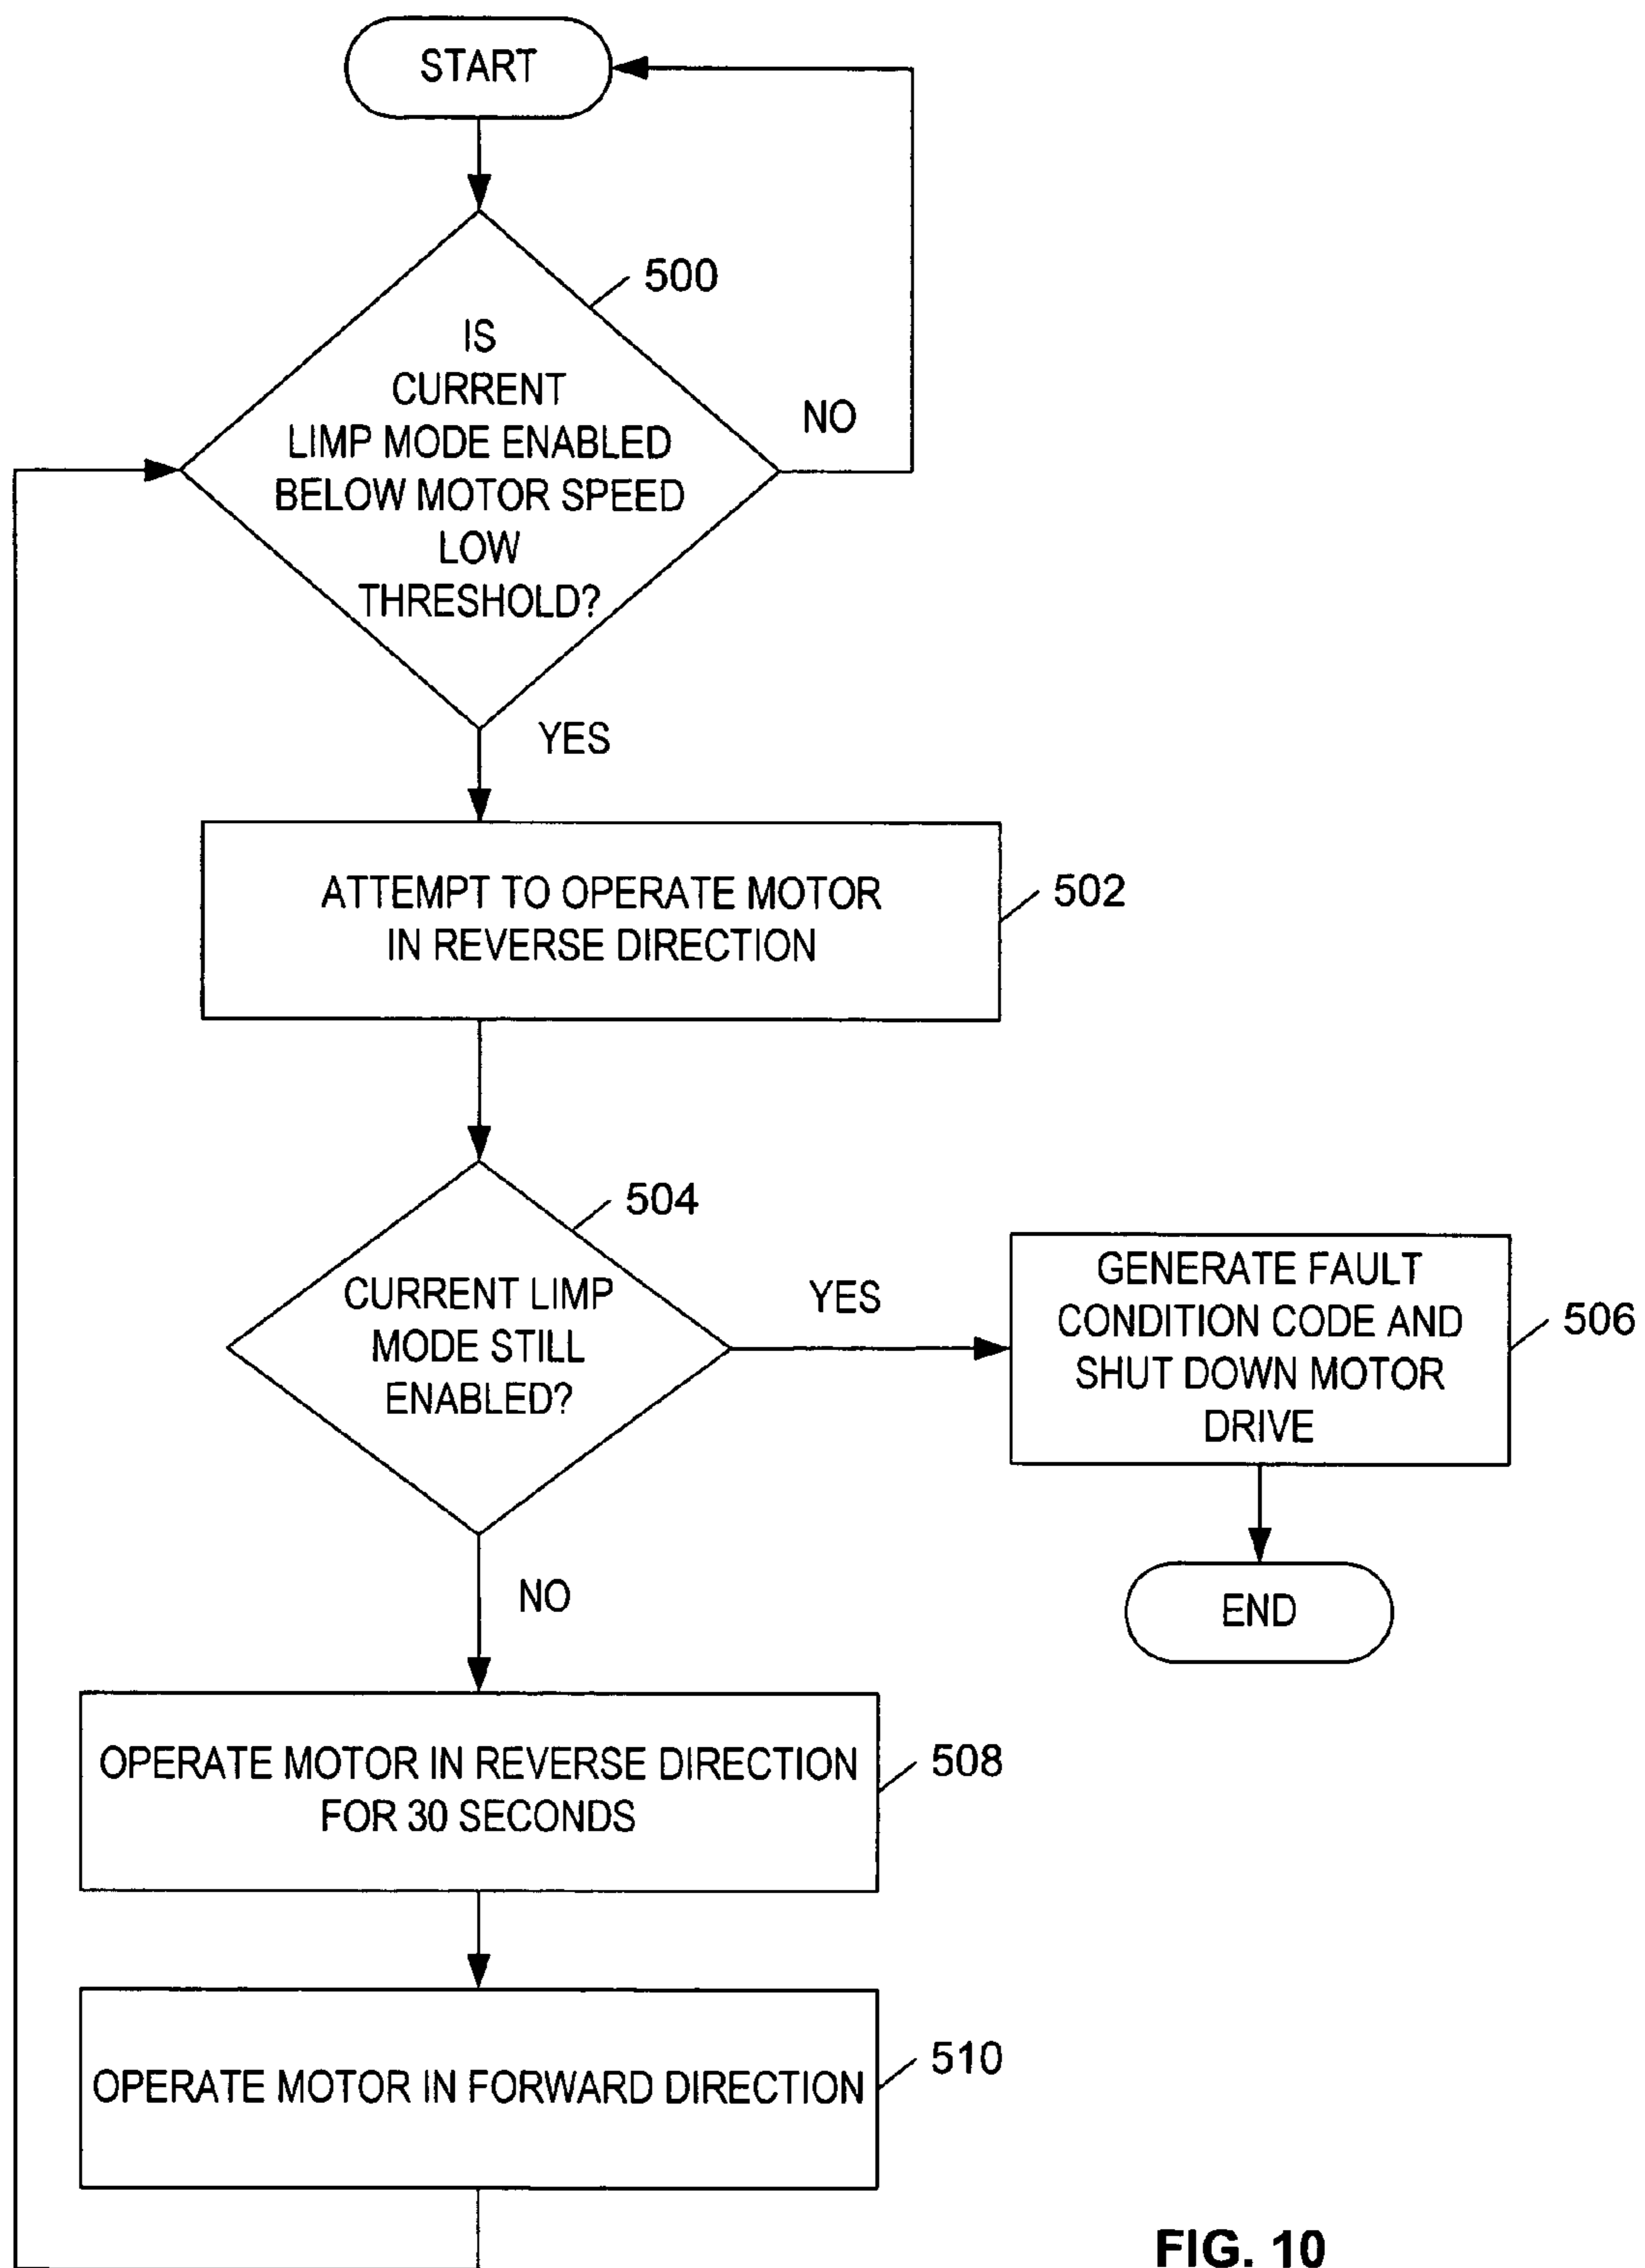 START
500
IS
CURRENT
LIMP MODE ENABLED
BELOW MOTOR SPEED
LOW
THRESHOLD?
NO
YES
ATTEMPT TO OPERATE MOTOR
IN REVERSE DIRECTION
502
504
CURRENT LIMP
MODE STILL
ENABLED?
YES
GENERATE FAULT
CONDITION CODE AND
SHUT DOWN MOTOR
DRIVE
506
END
NO
OPERATE MOTOR IN REVERSE DIRECTION
FOR 30 SECONDS
508
OPERATE MOTOR IN FORWARD DIRECTION
510
FIG. 10